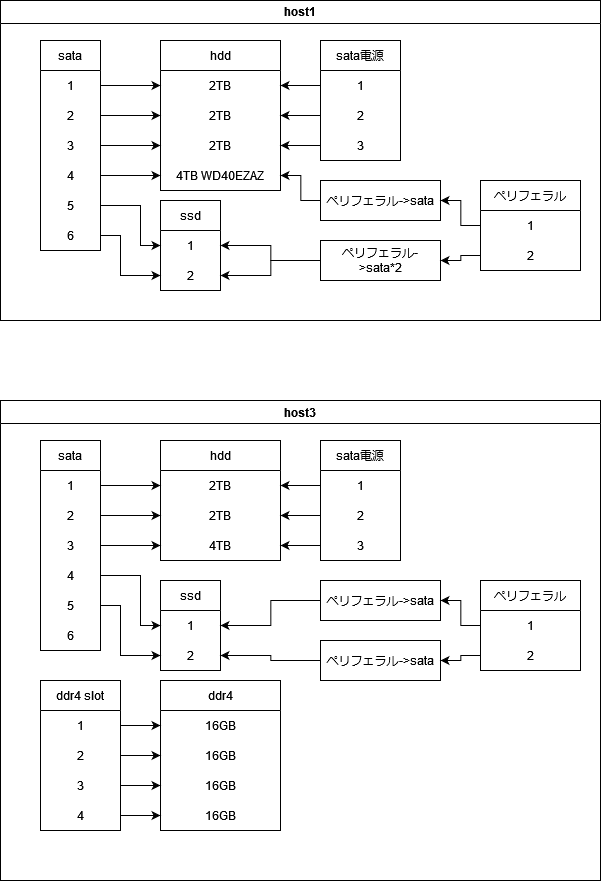 host1
sata
1
2
3
4
5
6
hdd
2TB
2TB
2TB
4TB WD40EZAZ
ssd
1
2
sata電源
1
2
3
ペリフェラル->sata
ペリフェラル-
>sata*2
ペリフェラル
1
2
host3
sata
1
2
3
4
5
6
hdd
2TB
2TB
4TB
ssd
1
2
sata電源
1
2
3
ペリフェラル->sata
ペリフェラル->sata
ペリフェラル
1
2
ddr4 slot
1
2
3
4
ddr4
16GB
16GB
16GB
16GB